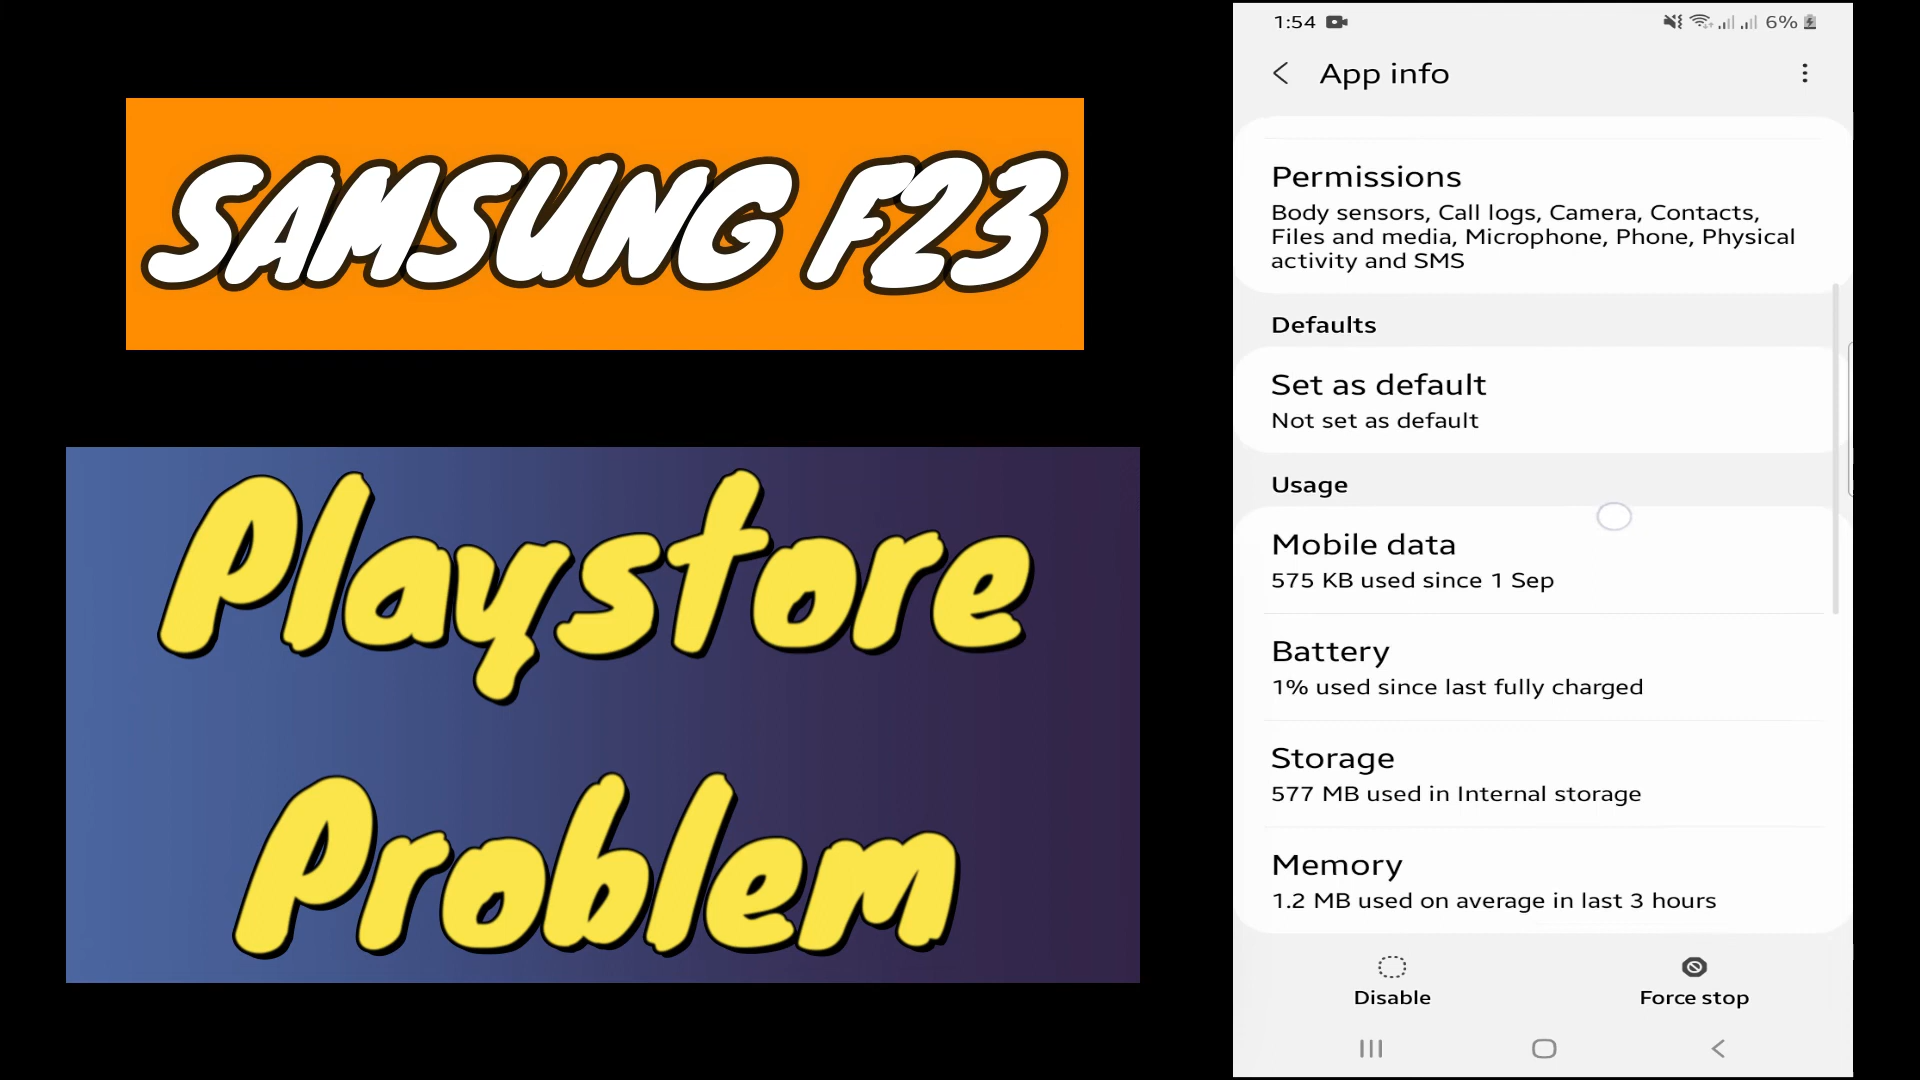 SAMSUNG F23
Playstore
Problem
1:54
6%
App info
Permissions
Body sensors, Call logs, Camera, Contacts,
Files and media, Microphone, Phone, Physical
activity and SMS
Defaults
Set as default
Not set as default
Usage
Mobile data
575 KB used since 1 Sep
Battery
1% used since last fully charged
Storage
577 MB used in Internal storage
Memory
1.2 MB used on average in last 3 hours
Disable
Force stop